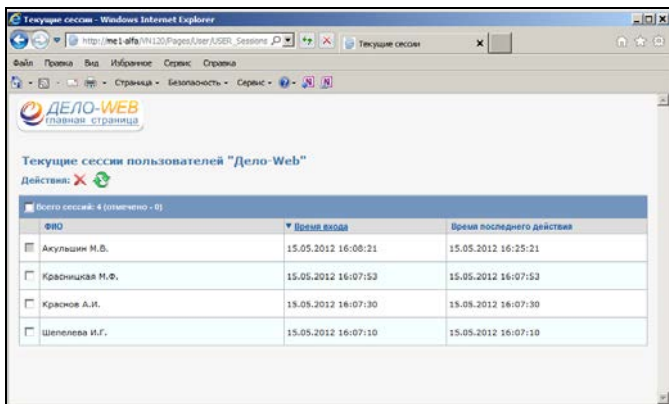 Текущие сессии - Windows Internet Explorer
http://me1-alfa/VN120/Pages/User/USER_Sessions
Текущие сессии
Файл Правка Вид Избранное Сервис Справка
Страница Безопасность Сервис
ДЕЛО-WEB
главная страница
Текущие сессии пользователей "Дело-Web"
Действия:
Всего сессий: 4 (отмечено - 0)
ФИО Время входа Время последнего действия
Акульшин М.В. 15.05.2012 16:08:21 15.05.2012 16:25:21
Красницкая М.Ф. 15.05.2012 16:07:53 15.05.2012 16:07:53
Краснов А.И. 15.05.2012 16:07:30 15.05.2012 16:07:30
Шепелева И.Г. 15.05.2012 16:07:10 15.05.2012 16:07:10